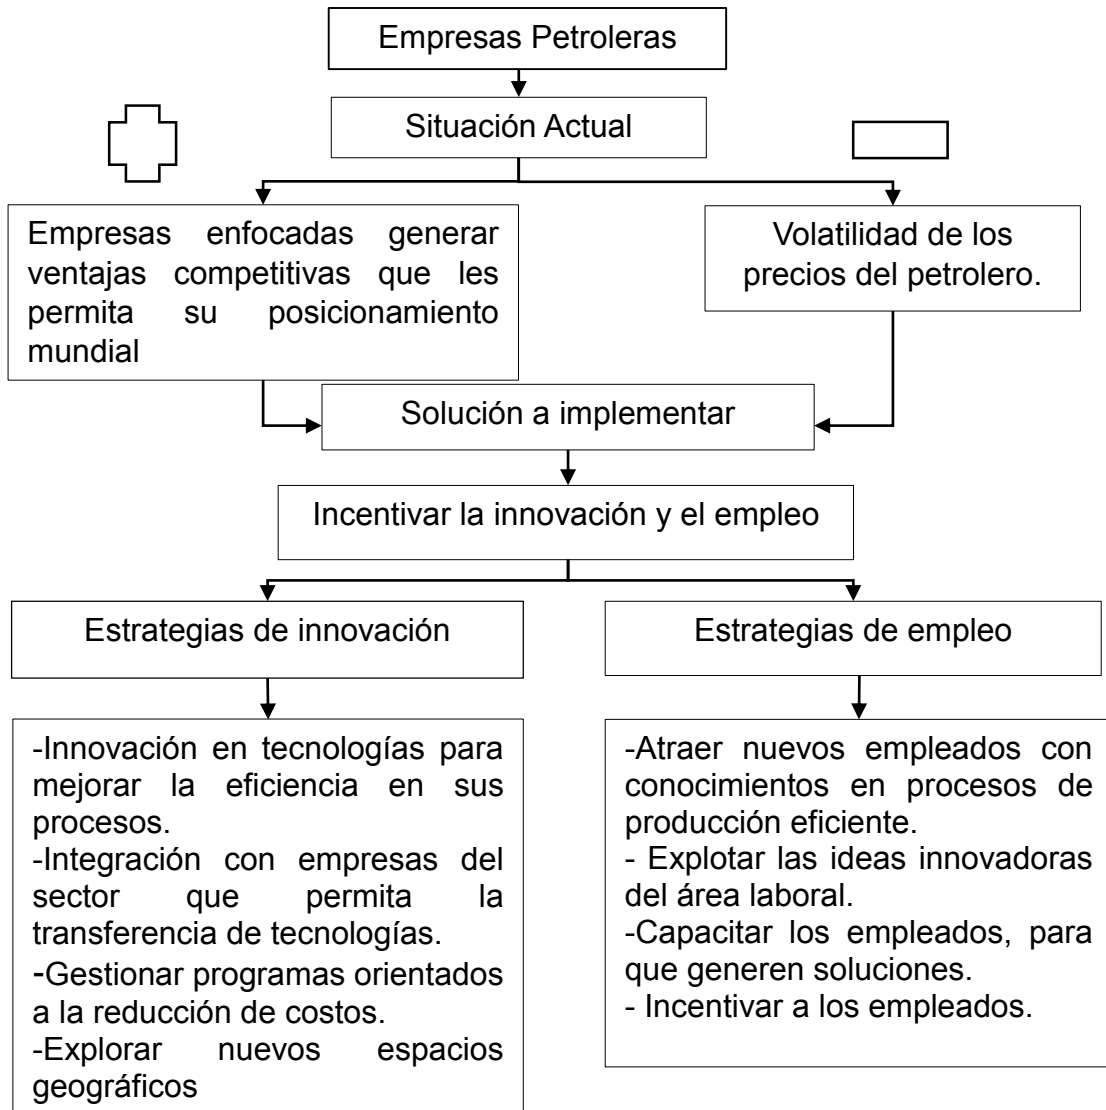 Empresas Petroleras
Situación Actual
Empresas enfocadas generar
ventajas competitivas que les
permita su posicionamiento
mundial
Volatilidad de los
precios del petrolero.
Solución a implementar
Incentivar la innovación y el empleo
Estrategias de innovación
Estrategias de empleo
-Innovación en tecnologías para
mejorar la eficiencia en sus
procesos.
-Integración con empresas del
sector que permita la
transferencia de tecnologías.
-Gestionar programas orientados
a la reducción de costos.
-Explorar nuevos espacios
geográficos
-Atraer nuevos empleados con
conocimientos en procesos de
producción eficiente.
- Explotar las ideas innovadoras
del área laboral.
-Capacitar los empleados, para
que generen soluciones.
- Incentivar a los empleados.